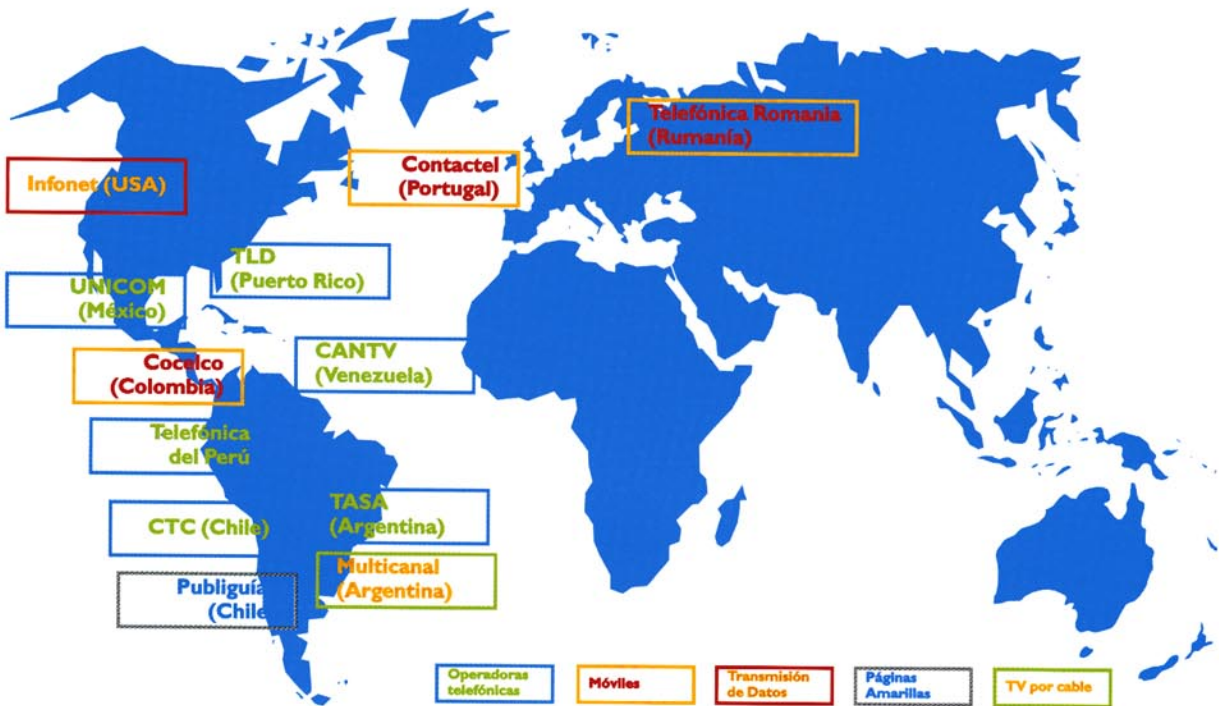 Telefónica Romania
(Rumanía)
Contactel
(Portugal)
Infonet (USA)
TLD
(Puerto Rico)
UNICOM
(México)
CANTV
(Venezuela)
Cocelco
(Colombia)
Telefónica
del Perú
TASA
(Argentina)
CTC (Chile)
Multicanal
(Argentina)
Publiguía
(Chile
Operadoras
telefónicas
Móviles
Transmisión
de Datos
Páginas
Amarillas
TV por cable